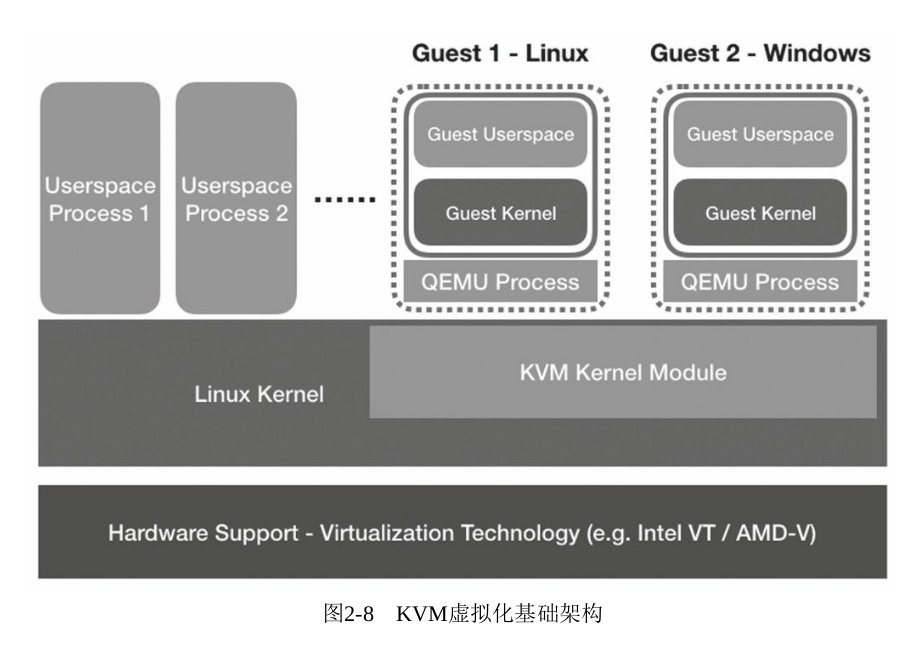 Guest 1 - Linux
Guest 2 - Windows
Userspace
Process 1
Userspace
Process 2
......
Guest Userspace
Guest Kernel
QEMU Process
Guest Userspace
Guest Kernel
QEMU Process
Linux Kernel
KVM Kernel Module
Hardware Support - Virtualization Technology (e.g. Intel VT / AMD-V)
图2-8 KVM虚拟化基础架构